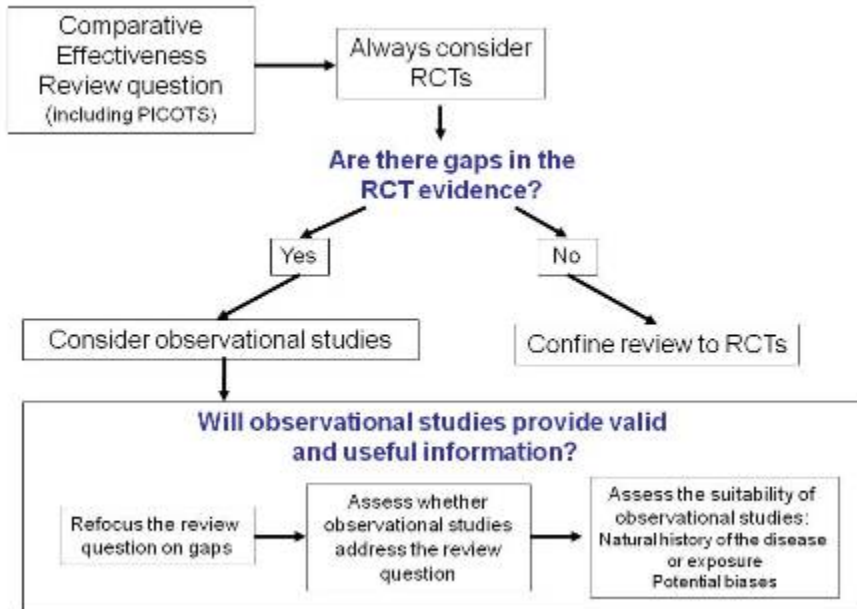 Comparative
Effectiveness
Review question
(including PICOTS)
Always consider
RCTs
Are there gaps in the
RCT evidence?
Yes
No
Consider observational studies
Confine review to RCTs
Will observational studies provide valid
and useful information?
Refocus the review
question on gaps
Assess whether
observational studies
address the review
question
Assess the suitability of
observational studies:
Natural history of the disease
or exposure
Potential biases